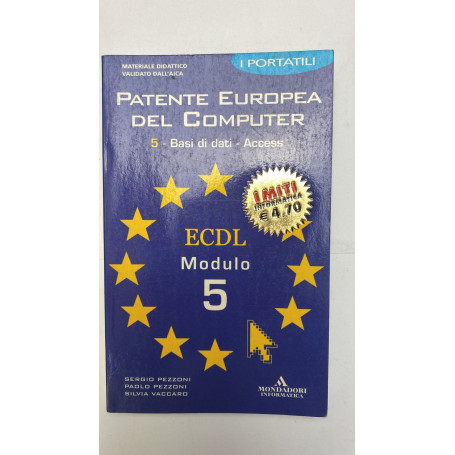 I PORTATILI
MATERIALE DIDATTICO
VALIDATO DALL'AICA
PATENTE EUROPEA
DEL COMPUTER
5 - Basi di dati - Access
I MITI
INFORMATICA
€ 4,70
ECDL
Modulo
5
SERGIO PEZZONI
PAOLO PEZZONI
SILVIA VACCARO
MONDADORI
INFORMATICA